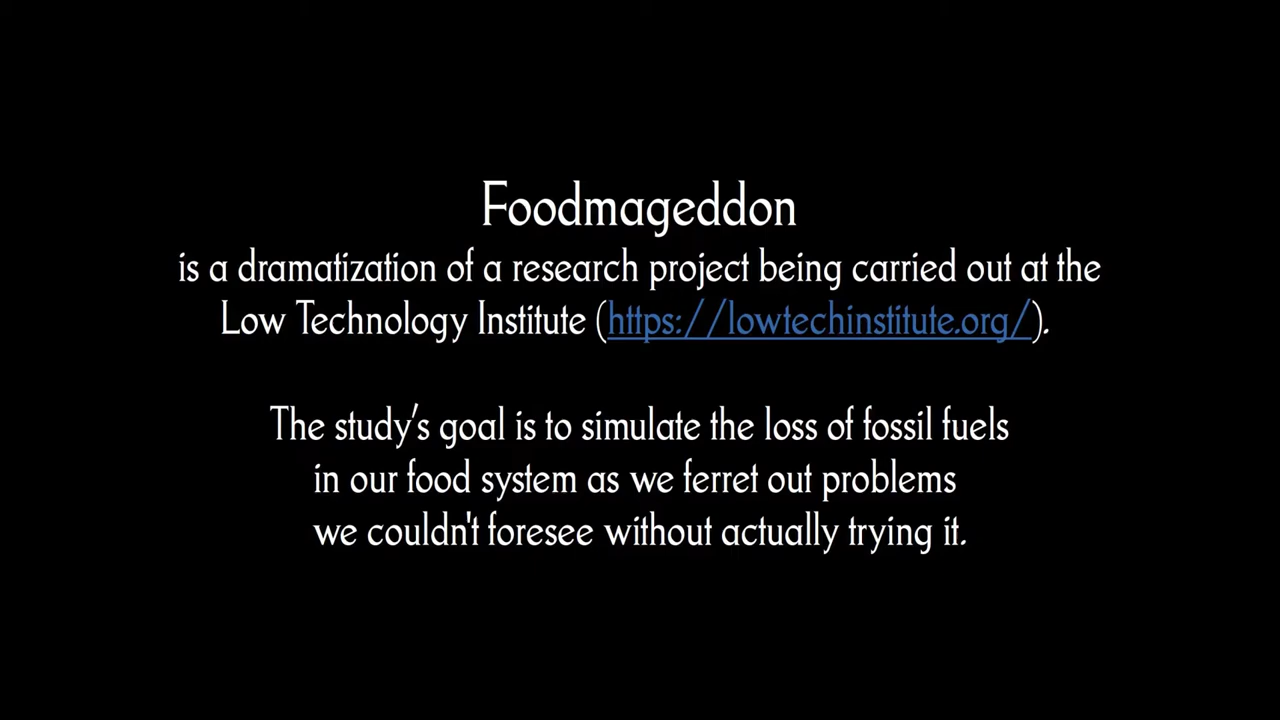 Foodmageddon
is a dramatization of a research project being carried out at the
Low Technology Institute (https://lowtechinstitute.org/).
The study's goal is to simulate the loss of fossil fuels
in our food system as we ferret out problems
we couldn't foresee without actually trying it.